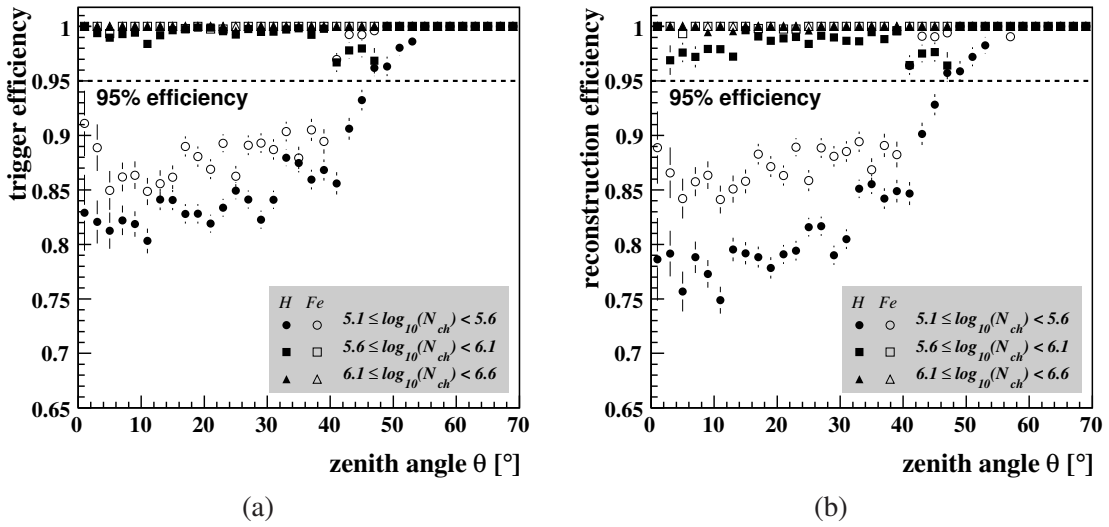 trigger efficiency
1
0.95
0.9
0.85
0.8
0.75
0.7
0.65
95% efficiency
H Fe
5.1 ≤ log10(Nch) < 5.6
5.6 ≤ log10(Nch) < 6.1
6.1 ≤ log10(Nch) < 6.6
0 10 20 30 40 50 60 70
zenith angle θ [°]
(a)
reconstruction efficiency
1
0.95
0.9
0.85
0.8
0.75
0.7
0.65
95% efficiency
H Fe
5.1 ≤ log10(Nch) < 5.6
5.6 ≤ log10(Nch) < 6.1
6.1 ≤ log10(Nch) < 6.6
0 10 20 30 40 50 60 70
zenith angle θ [°]
(b)